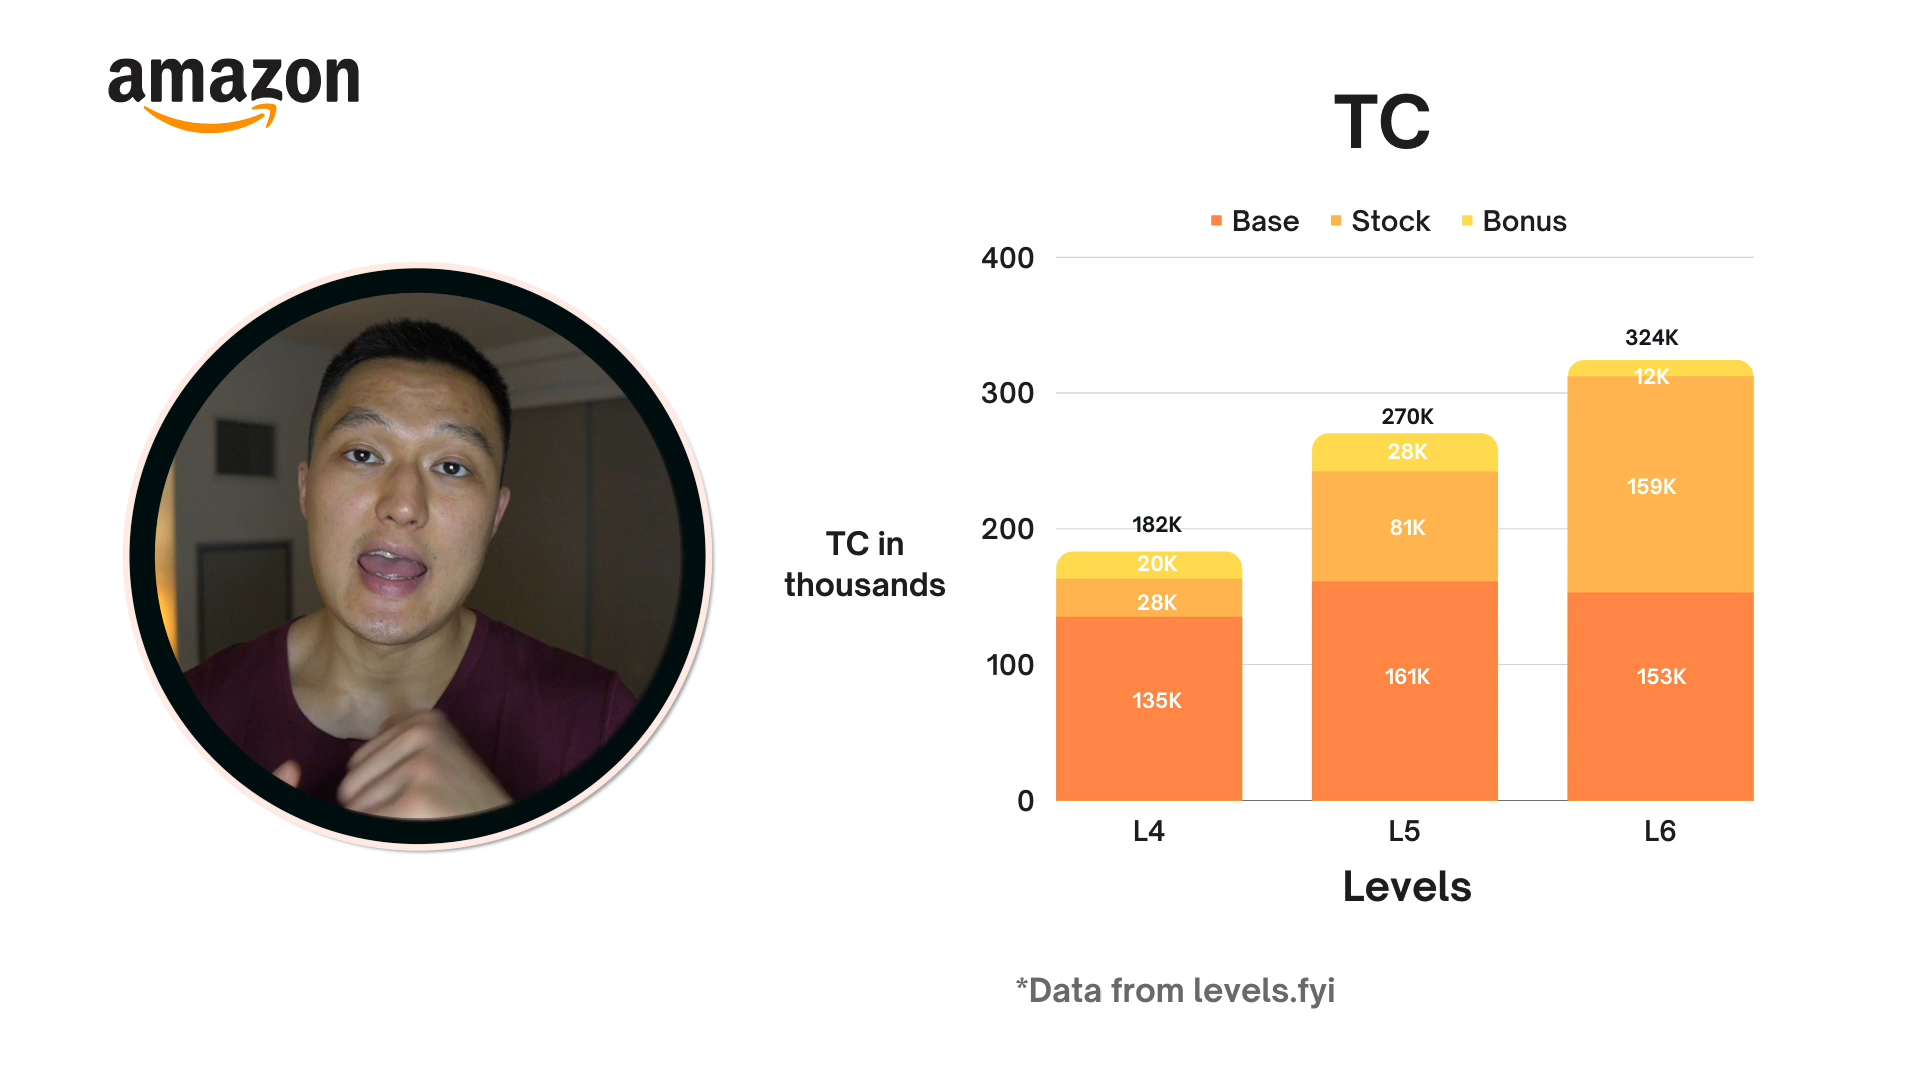 amazon
TC
Base Stock Bonus
400
300
200
100
0
TC in
thousands
182K
20K
28K
135K
270K
28K
81K
161K
324K
12K
159K
153K
L4 L5 L6
Levels
*Data from levels.fyi